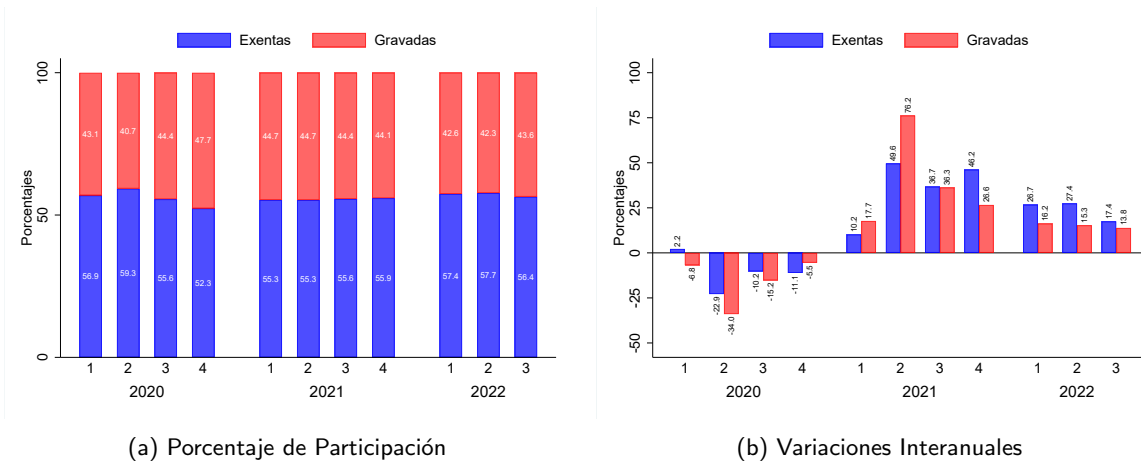 Exentas Gravadas
Porcentajes
100
50
0
43.1 40.7 44.4 47.7 44.7 44.7 44.4 44.1 42.6 42.3 43.6
56.9 59.3 55.6 52.3 55.3 55.3 55.6 55.9 57.4 57.7 56.4
1 2 3 4 1 2 3 4 1 2 3
2020 2021 2022
(a) Porcentaje de Participación
Exentas Gravadas
Porcentajes
100
75
50
25
0
-25
-50
2.2 -6.8 -22.9 -34.0 -10.2 -15.2 -11.1 -5.5 10.2 17.7 49.6 76.2 36.7 36.3 46.2 26.6 26.7 16.2 27.4 15.3 17.4 13.8
1 2 3 4 1 2 3 4 1 2 3
2020 2021 2022
(b) Variaciones Interanuales